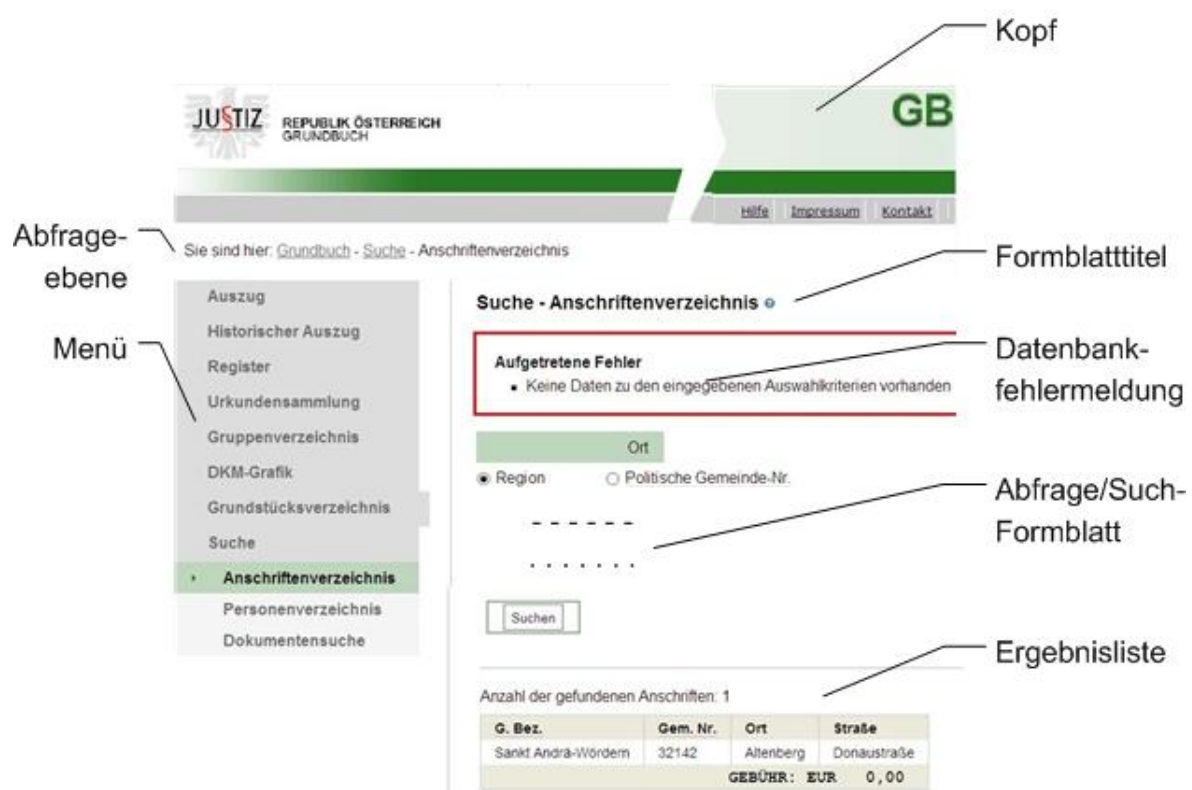 Kopf
JU§TIZ
REPUBLIK ÖSTERREICH
GRUNDBUCH
GB
Hilfe Impressum Kontakt
Abfrage-
ebene
Sie sind hier: Grundbuch - Suche - Anschriftenverzeichnis
Formblatttitel
Menü
Auszug
Historischer Auszug
Register
Urkundensammlung
Gruppenverzeichnis
DKM-Grafik
Grundstücksverzeichnis
Suche
Anschriftenverzeichnis
Personenverzeichnis
Dokumentensuche
Suche - Anschriftenverzeichnis
Aufgetretene Fehler
• Keine Daten zu den eingegebenen Auswahlkriterien vorhanden
Datenbank-
fehlermeldung
Ort
Region Politische Gemeinde-Nr.
Abfrage/Such-
Formblatt
Suchen
Ergebnisliste
Anzahl der gefundenen Anschriften: 1
G. Bez. Gem. Nr. Ort Straße
Sankt Andrä-Wördern 32142 Altenberg Donaustraße
GEBÜHR: EUR 0,00